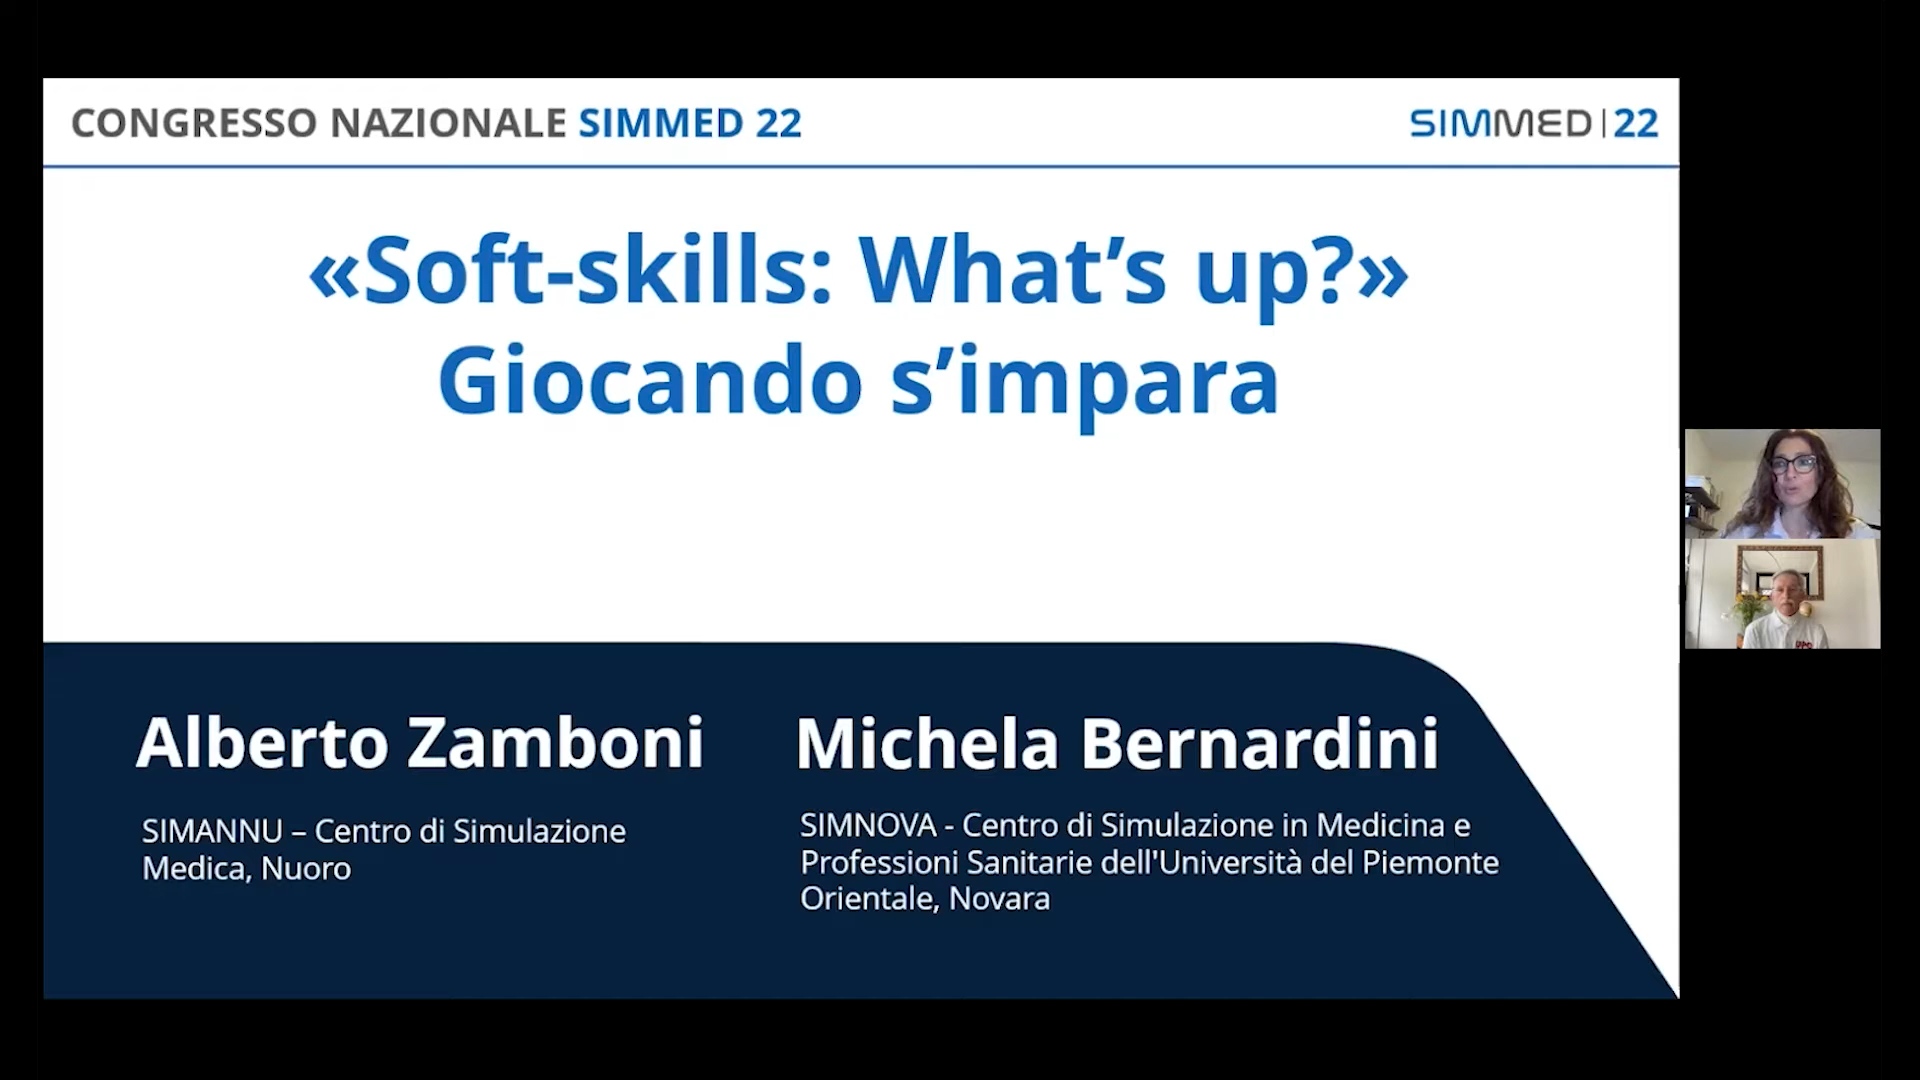 CONGRESSO NAZIONALE SIMMED 22
SIMMED|22
«Soft-skills: What’s up?»
Giocando s’impara
Alberto Zamboni
SIMANNU – Centro di Simulazione
Medica, Nuoro
Michela Bernardini
SIMNOVA - Centro di Simulazione in Medicina e
Professioni Sanitarie dell'Università del Piemonte
Orientale, Novara